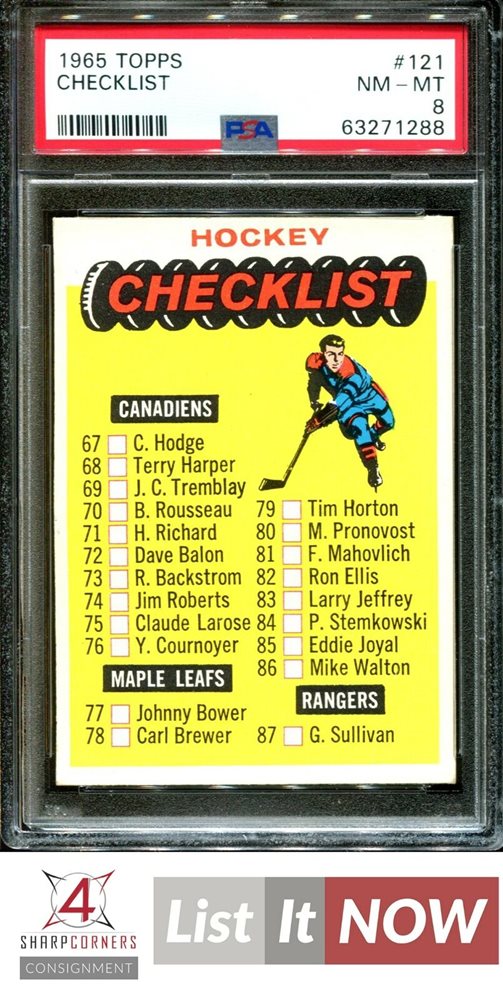 1965 TOPPS #121
CHECKLIST NM - MT
8
PSA 63271288
HOCKEY
CHECKLIST
CANADIENS
67 C. Hodge
68 Terry Harper
69 J. C. Tremblay
70 B. Rousseau
71 H. Richard
72 Dave Balon
73 R. Backstrom
74 Jim Roberts
75 Claude Larose
76 Y. Cournoyer
MAPLE LEAFS
77 Johnny Bower
78 Carl Brewer
79 Tim Horton
80 M. Pronovost
81 F. Mahovlich
82 Ron Ellis
83 Larry Jeffrey
84 P. Stemkowski
85 Eddie Joyal
86 Mike Walton
RANGERS
87 G. Sullivan
4
SHARPCORNERS
CONSIGNMENT
List It NOW